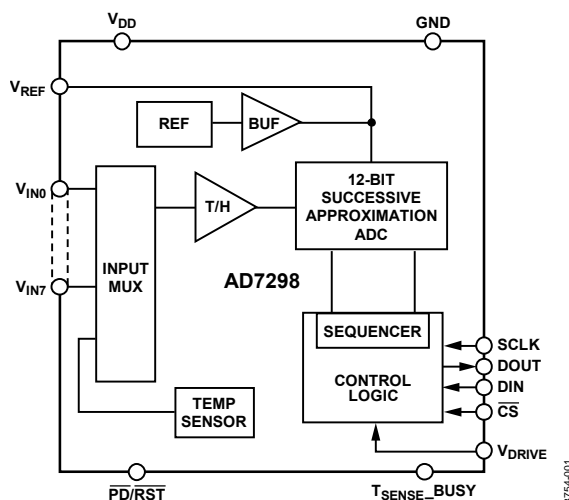 VDD
GND
VREF
REF
BUF
VIN0
T/H
12-BIT
SUCCESSIVE
APPROXIMATION
ADC
INPUT
MUX
AD7298
VIN7
SEQUENCER
CONTROL
LOGIC
SCLK
DOUT
DIN
CS
TEMP
SENSOR
VDRIVE
PD/RST
TSENSE_BUSY